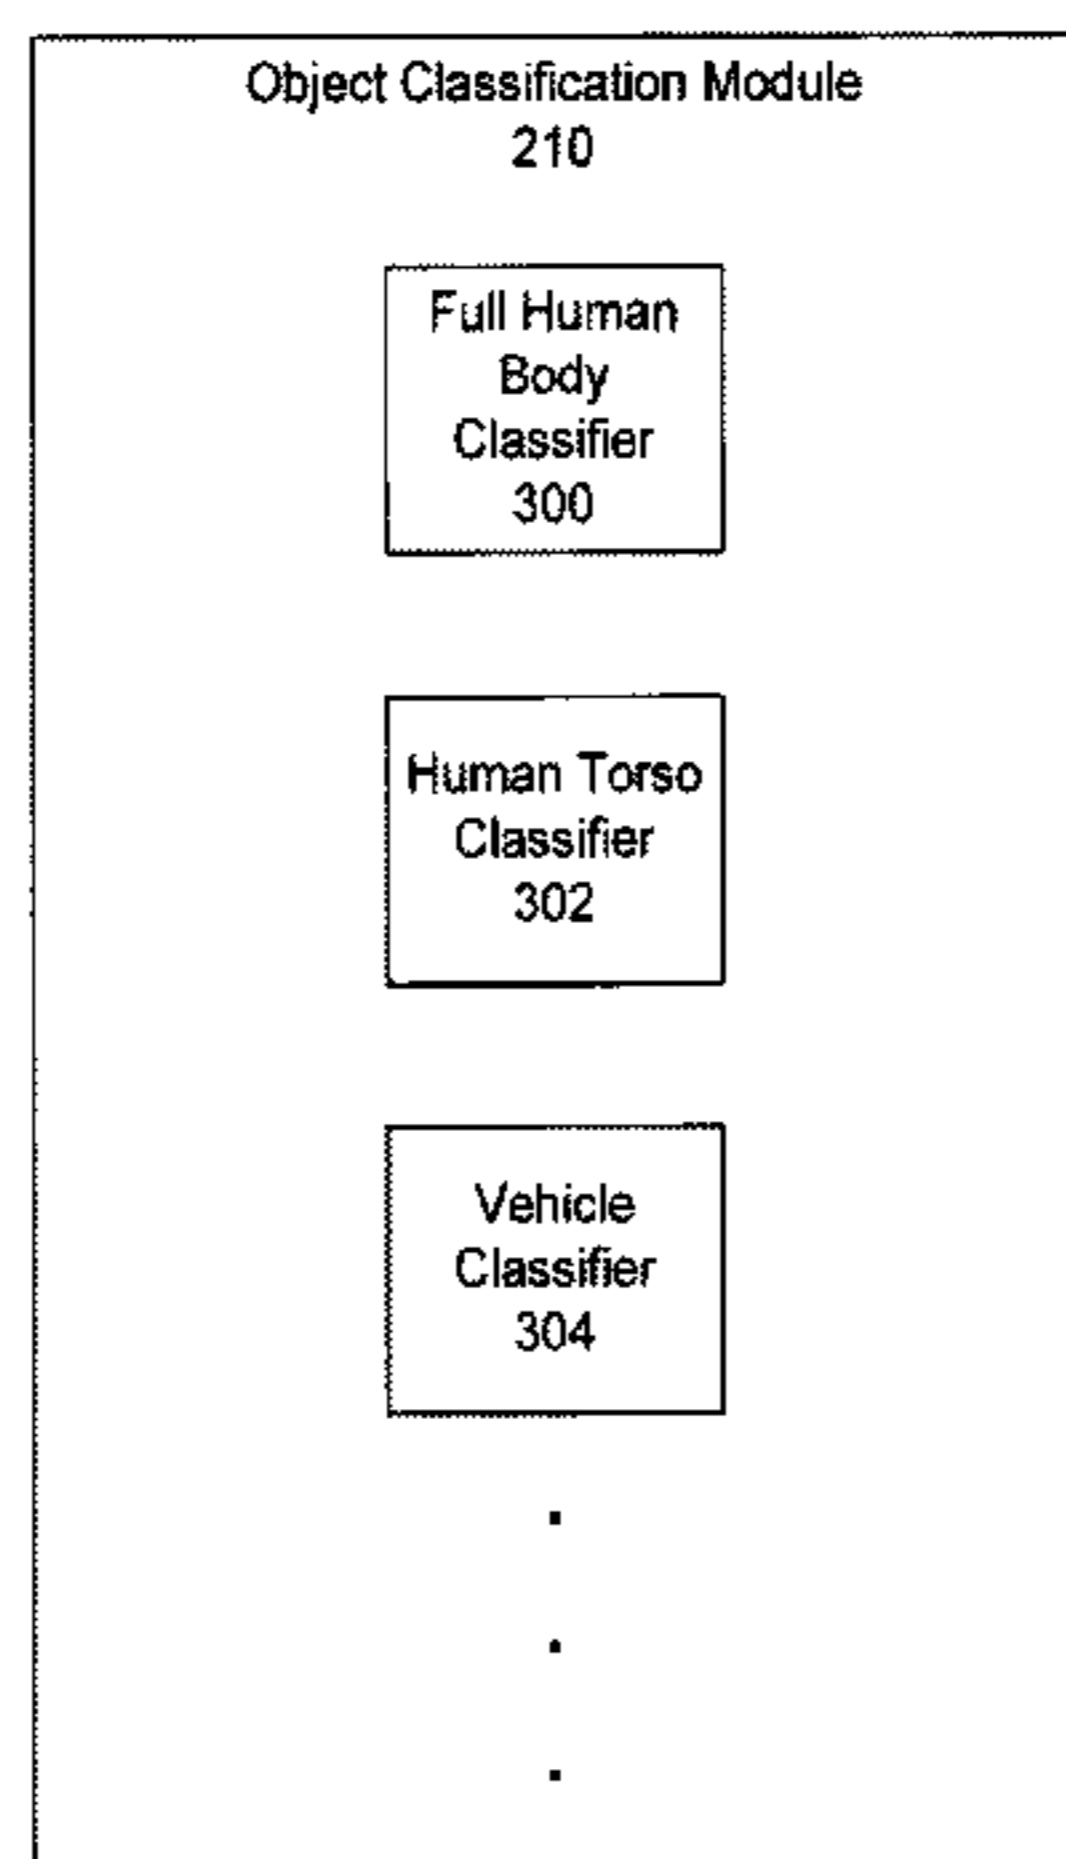 Object Classification Module
210
Full Human
Body
Classifier
300
Human Torso
Classifier
302
Vehicle
Classifier
304